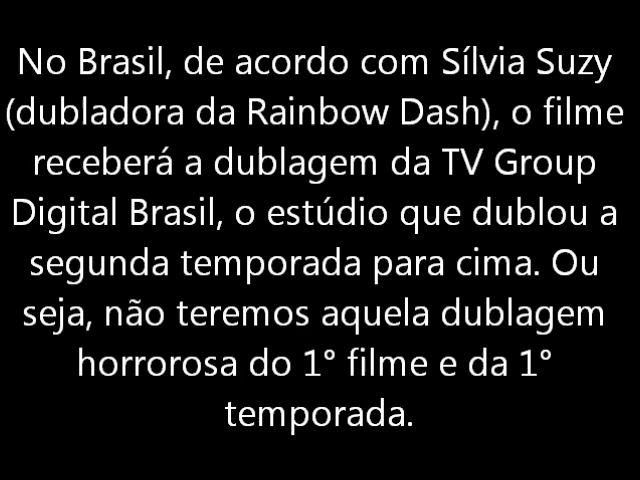 No Brasil, de acordo com Sílvia Suzy
(dubladora da Rainbow Dash), o filme
receberá a dublagem da TV Group
Digital Brasil, o estúdio que dublou a
segunda temporada para cima. Ou
seja, não teremos aquela dublagem
horrorosa do 1° filme e da 1°
temporada.